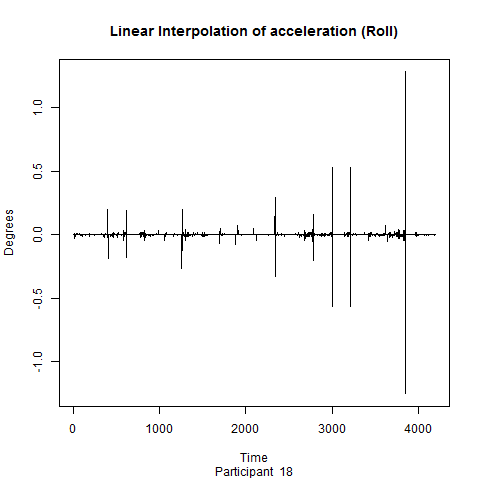 Linear Interpolation of acceleration (Roll)
Degrees
1.0
0.5
0.0
-0.5
-1.0
0 1000 2000 3000 4000
Time
Participant 18